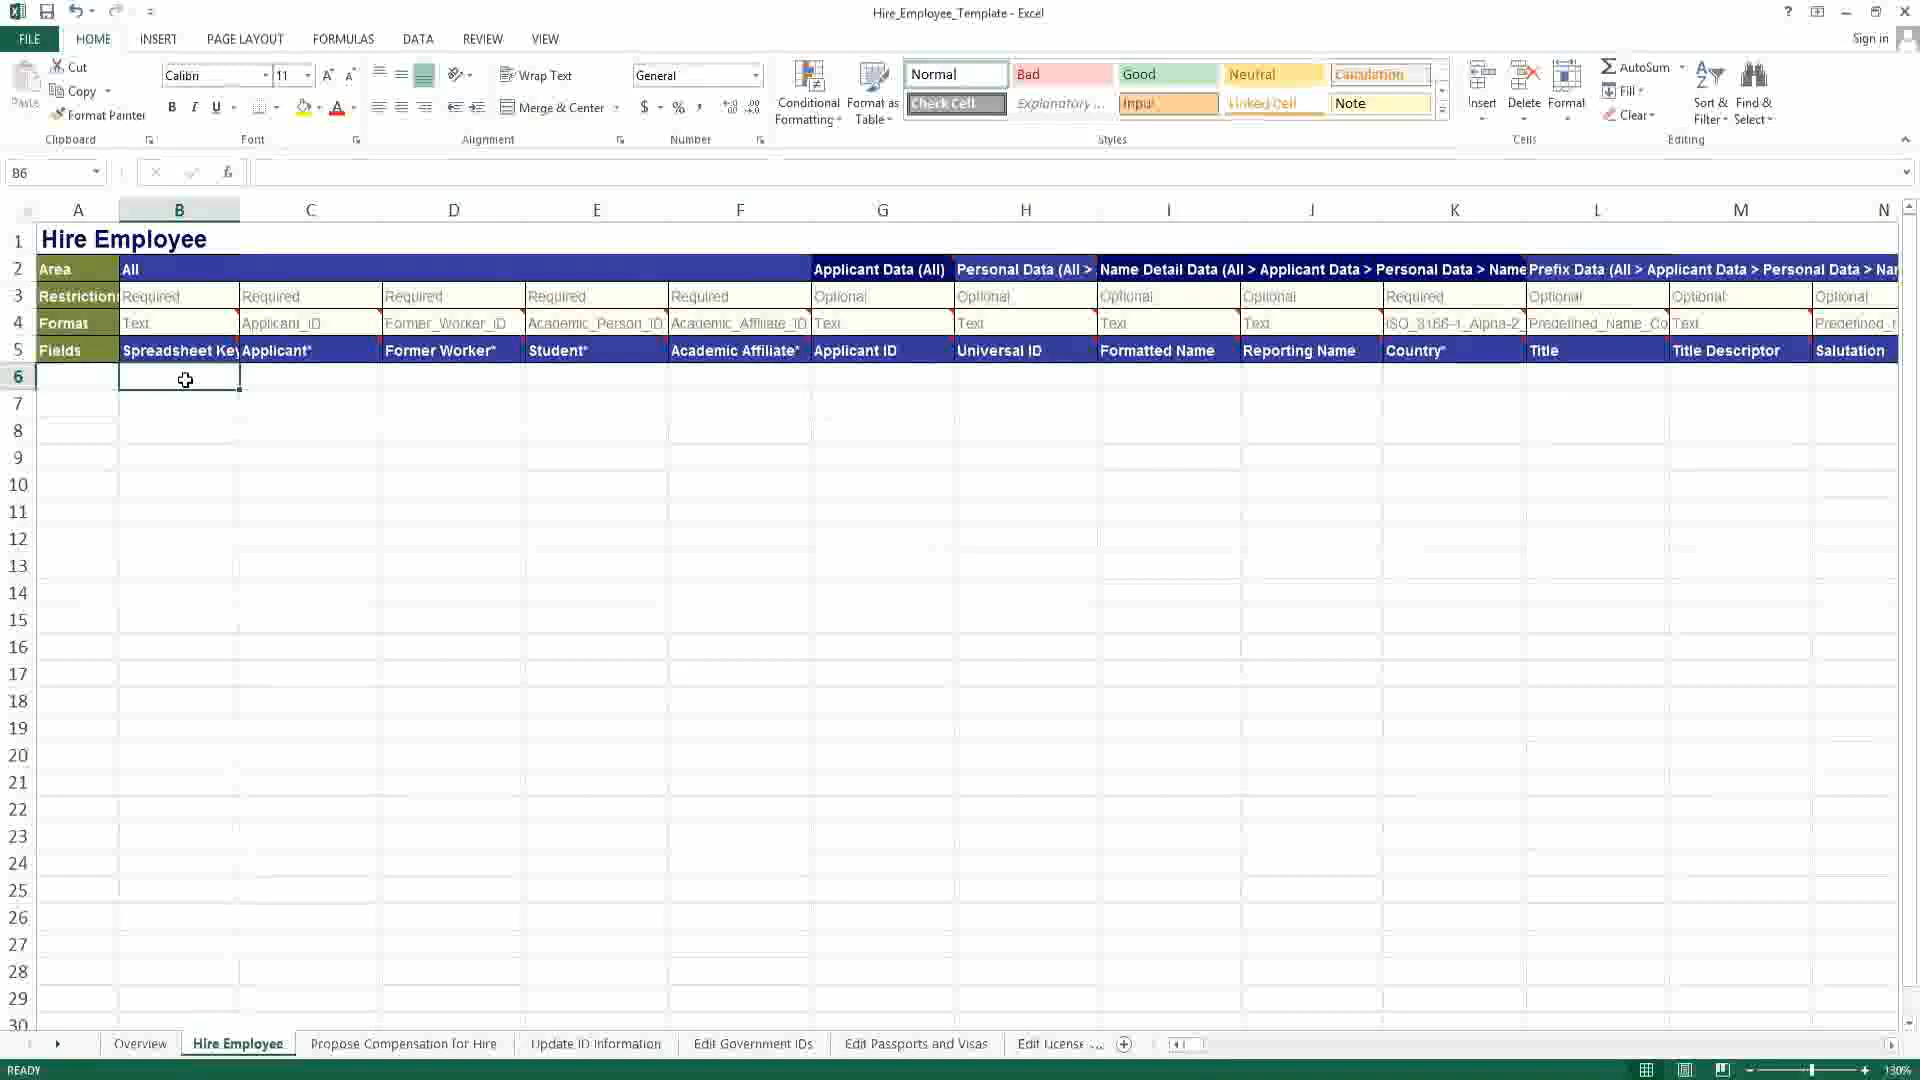 Hire_Employee_Template - Excel
FILE HOME INSERT PAGE LAYOUT FORMULAS DATA REVIEW VIEW Sign in
Paste Cut Copy Format Painter Clipboard
Calibri 11 B I U Font
Wrap Text Merge & Center Alignment
General $ % , Number
Conditional Formatting Format as Table
Normal Bad Good Neutral Calculation
Check Cell Explanatory ... Input Linked Cell Note
Styles
Insert Delete Format Cells
AutoSum Fill Clear Sort & Filter Find & Select Editing
B6 fx
A B C D E F G H I J K L M N
1 Hire Employee
2 Area All Applicant Data (All) Personal Data (All > Name Detail Data (All > Applicant Data > Personal Data > Name Prefix Data (All > Applicant Data > Personal Data > Nar
3 Restriction Required Required Required Required Required Optional Optional Optional Optional Required Optional Optional Optional
4 Format Text Applicant_ID Former_Worker_ID Academic_Person_ID Academic_Affiliate_ID Text Text Text Text ISO_3166-1_Alpha-2_ Predefined_Name_Co Text Predefined_
5 Fields Spreadsheet Key Applicant* Former Worker* Student* Academic Affiliate* Applicant ID Universal ID Formatted Name Reporting Name Country* Title Title Descriptor Salutation
6
7
8
9
10
11
12
13
14
15
16
17
18
19
20
21
22
23
24
25
26
27
28
29
30
Overview Hire Employee Propose Compensation for Hire Update ID Information Edit Government IDs Edit Passports and Visas Edit License ...
READY 130%